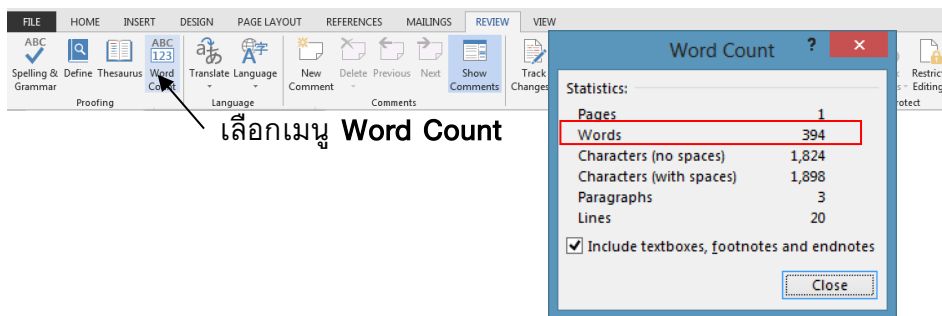 FILE HOME INSERT DESIGN PAGE LAYOUT REFERENCES MAILINGS REVIEW VIEW
ABC
ABC
123
Spelling & Grammar
Define
Thesaurus
Word Count
Translate
Language
New Comment
Delete
Previous
Next
Show Comments
Track Changes
Editing
Proofing
Language
Comments
เลือกเมนู Word Count
Word Count ?
Statistics:
Pages 1
Words 394
Characters (no spaces) 1,824
Characters (with spaces) 1,898
Paragraphs 3
Lines 20
Include textboxes, footnotes and endnotes
Close